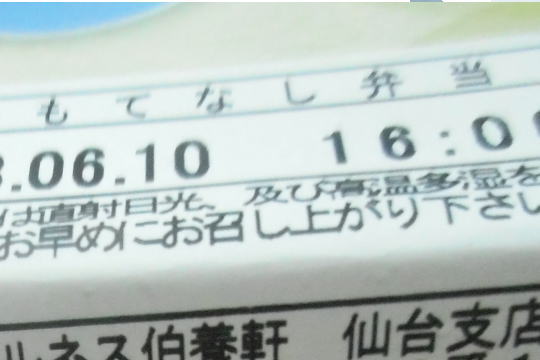 もてなし弁当
.06.10 16:0
は直射日光、及び高温多湿を
お早めにお召し上がり下さい
ルネス伯養軒 仙台支店